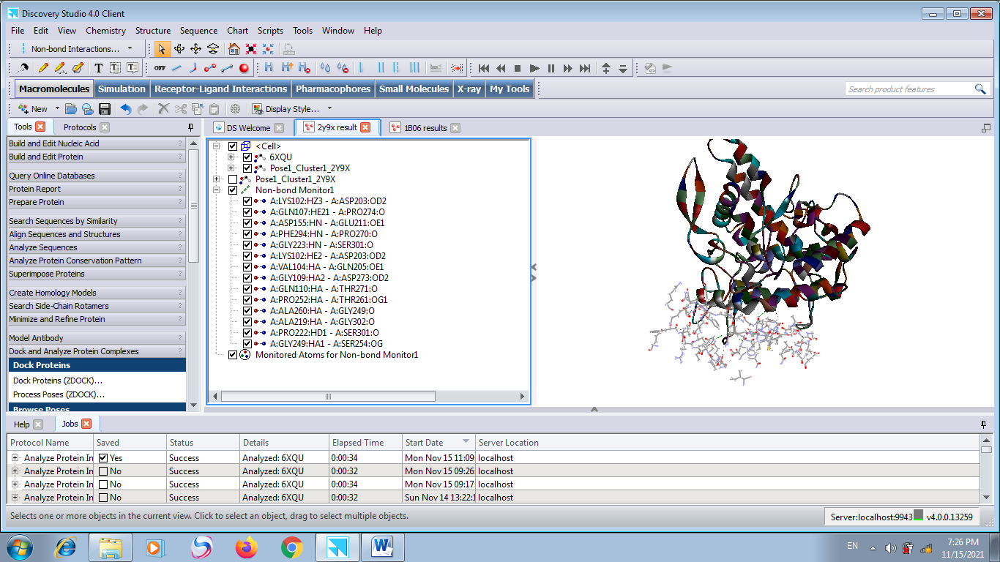 Discovery Studio 4.0 Client
File Edit View Chemistry Structure Sequence Chart Scripts Tools Window Help
Non-bond Interactions...
T T T OFF H H H
Macromolecules Simulation Receptor-Ligand Interactions Pharmacophores Small Molecules X-ray My Tools Search product features
New Display Style...
Tools Protocols DS Welcome 2y9x result 1B06 results
Build and Edit Nucleic Acid ?
Build and Edit Protein ?
Query Online Databases ?
Protein Report ?
Prepare Protein ?
Search Sequences by Similarity ?
Align Sequences and Structures ?
Analyze Sequences ?
Analyze Protein Conservation Pattern ?
Superimpose Proteins ?
Create Homology Models ?
Search Side-Chain Rotamers ?
Minimize and Refine Protein ?
Model Antibody ?
Dock and Analyze Protein Complexes ?
Dock Proteins
Dock Proteins (ZDOCK)...
Process Poses (ZDOCK)...
Browse Poses
<Cell>
6XQU
Pose1_Cluster1_2Y9X
Pose1_Cluster1_2Y9X
Non-bond Monitor1
A:LYS102:HZ3 - A:ASP203:OD2
A:GLN107:HE21 - A:PRO274:O
A:ASP155:HN - A:GLU211:OE1
A:PHE294:HN - A:PRO270:O
A:GLY223:HN - A:SER301:O
A:LYS102:HE2 - A:ASP203:OD2
A:VAL104:HA - A:GLN205:OE1
A:GLY109:HA2 - A:ASP273:OD2
A:GLN110:HA - A:THR271:O
A:PRO252:HA - A:THR261:OG1
A:ALA260:HA - A:GLY249:O
A:ALA219:HA - A:GLY302:O
A:PRO222:HD1 - A:SER301:O
A:GLY249:HA1 - A:SER254:OG
Monitored Atoms for Non-bond Monitor1
Help Jobs
Protocol Name Saved Status Details Elapsed Time Start Date Server Location
Analyze Protein In Yes Success Analyzed: 6XQU 0:00:34 Mon Nov 15 11:09 localhost
Analyze Protein In No Success Analyzed: 6XQU 0:00:32 Mon Nov 15 09:26 localhost
Analyze Protein In No Success Analyzed: 6XQU 0:00:34 Mon Nov 15 09:17 localhost
Analyze Protein In No Success Analyzed: 6XQU 0:00:32 Sun Nov 14 13:22:1 localhost
Selects one or more objects in the current view. Click to select an object, drag to select multiple objects. Server:localhost:9943 v4.0.0.13259
EN 7:26 PM
11/15/2021